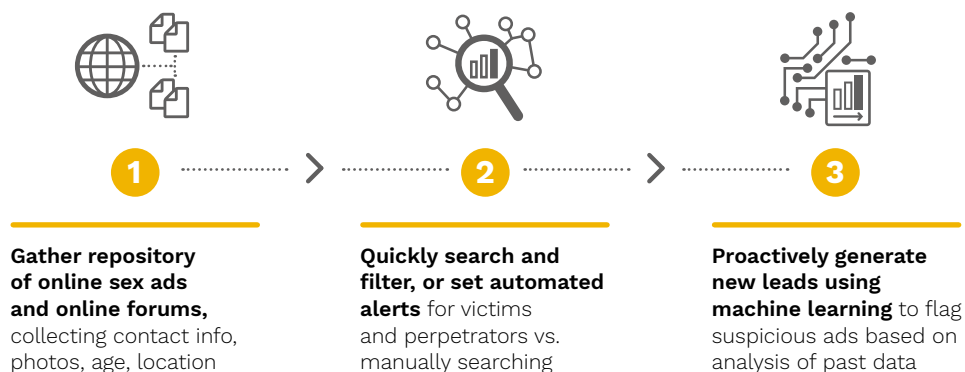 1
2
3
Gather repository
of online sex ads
and online forums,
collecting contact info,
photos, age, location
Quickly search and
filter, or set automated
alerts for victims
and perpetrators vs.
manually searching
Proactively generate
new leads using
machine learning to flag
suspicious ads based on
analysis of past data